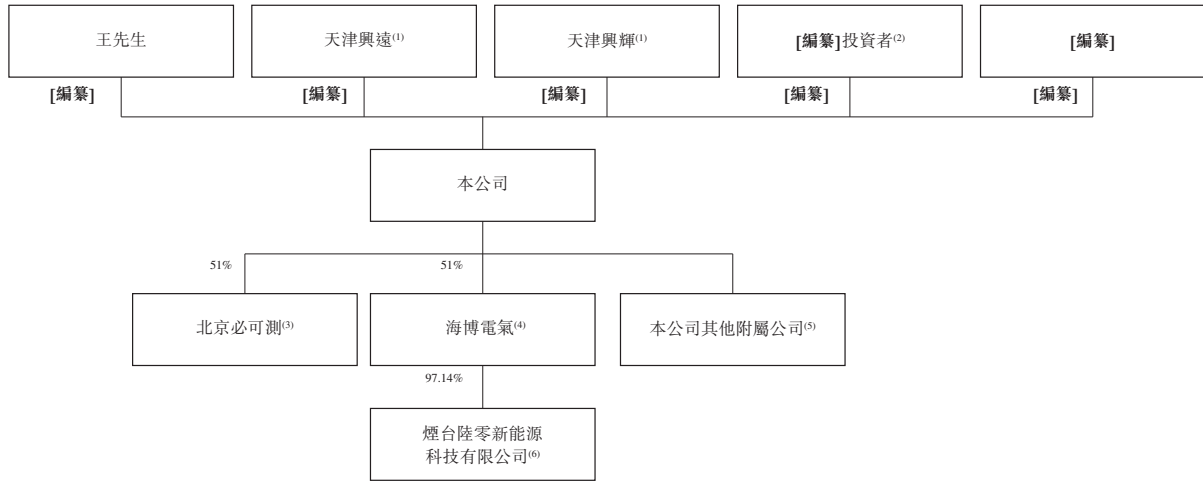 王先生
天津興遠(1)
天津興輝(1)
[編纂]投資者(2)
[編纂]
[編纂]
[編纂]
[編纂]
[編纂]
[編纂]
本公司
51%
51%
北京必可測(3)
海博電氣(4)
本公司其他附屬公司(5)
97.14%
煙台陸零新能源
科技有限公司(6)